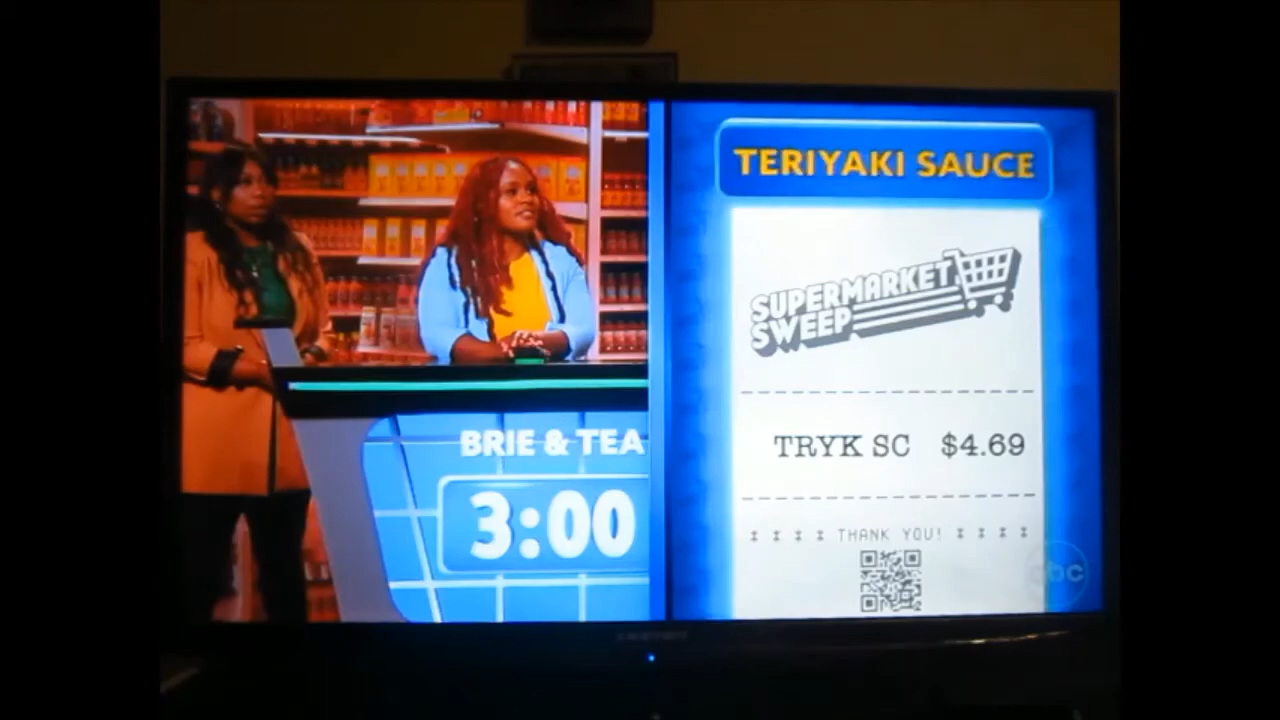 BRIE & TEA
3:00
TERIYAKI SAUCE
SUPERMARKET
SWEEP
TRYK SC $4.69
THANK YOU!
abc